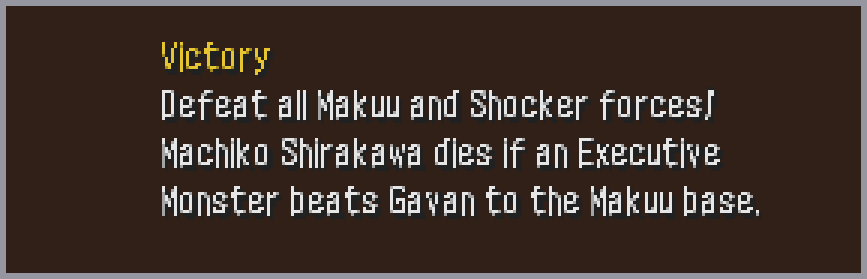 Victory
Defeat all Makuu and Shocker forces!
Machiko Shirakawa dies if an Executive
Monster beats Gavan to the Makuu base.